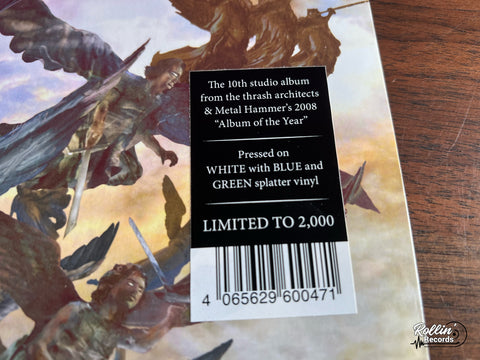 The 10th studio album
from the thrash architects
& Metal Hammer's 2008
“Album of the Year”
Pressed on
WHITE with BLUE and
GREEN splatter vinyl
LIMITED TO 2,000
4 065629 600471
Rollin'
Records